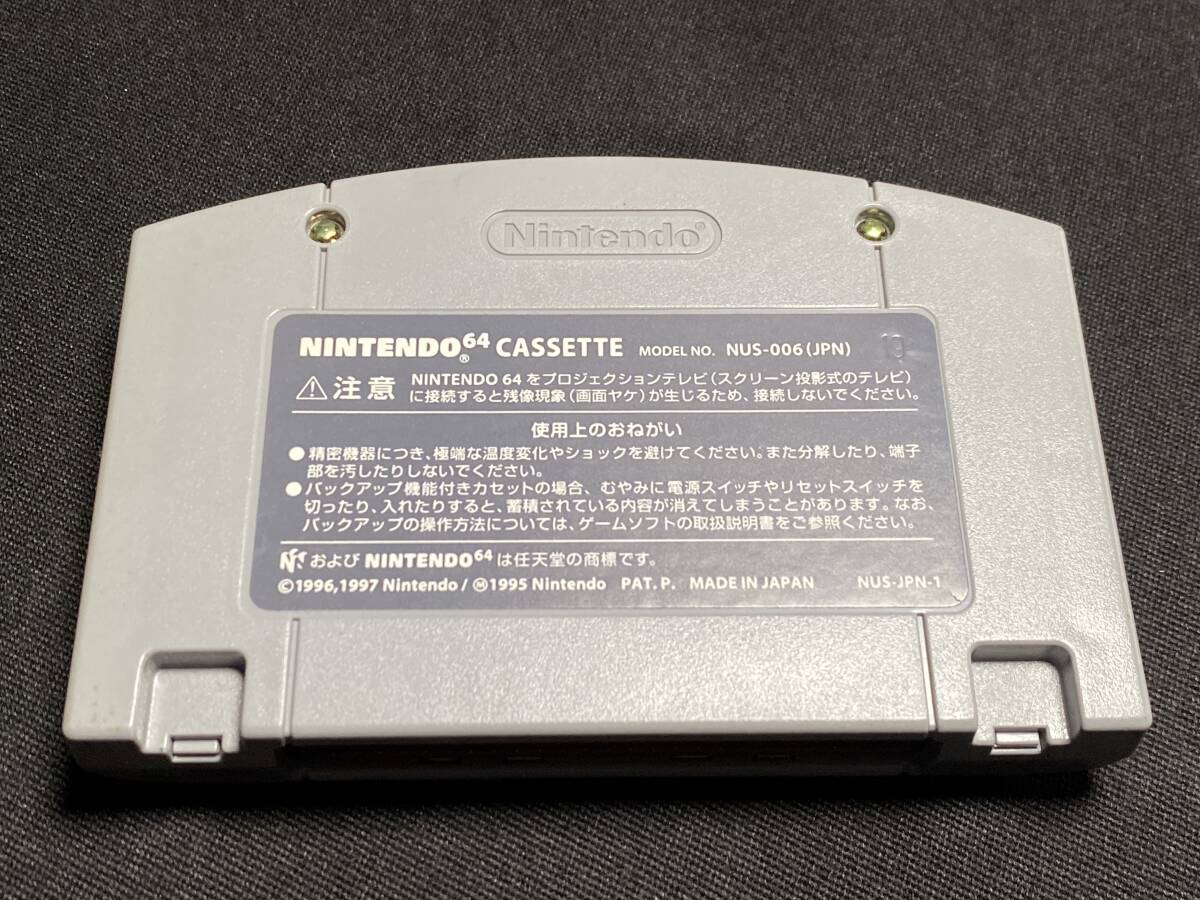 Nintendo®
NINTENDO64® CASSETTE MODEL NO. NUS-006(JPN) 19
⚠注意 NINTENDO 64をプロジェクションテレビ(スクリーン投影式のテレビ)
に接続すると残像現象(画面ヤケ)が生じるため、接続しないでください。
使用上のおねがい
●精密機器につき、極端な温度変化やショックを避けてください。また分解したり、端子
部を汚したりしないでください。
●バックアップ機能付きカセットの場合、むやみに電源スイッチやリセットスイッチを
切ったり、入れたりすると、蓄積されている内容が消えてしまうことがあります。なお、
バックアップの操作方法については、ゲームソフトの取扱説明書をご参照ください。
および NINTENDO64 は任天堂の商標です。
©1996,1997 Nintendo/Ⓜ1995 Nintendo PAT. P. MADE IN JAPAN NUS-JPN-1